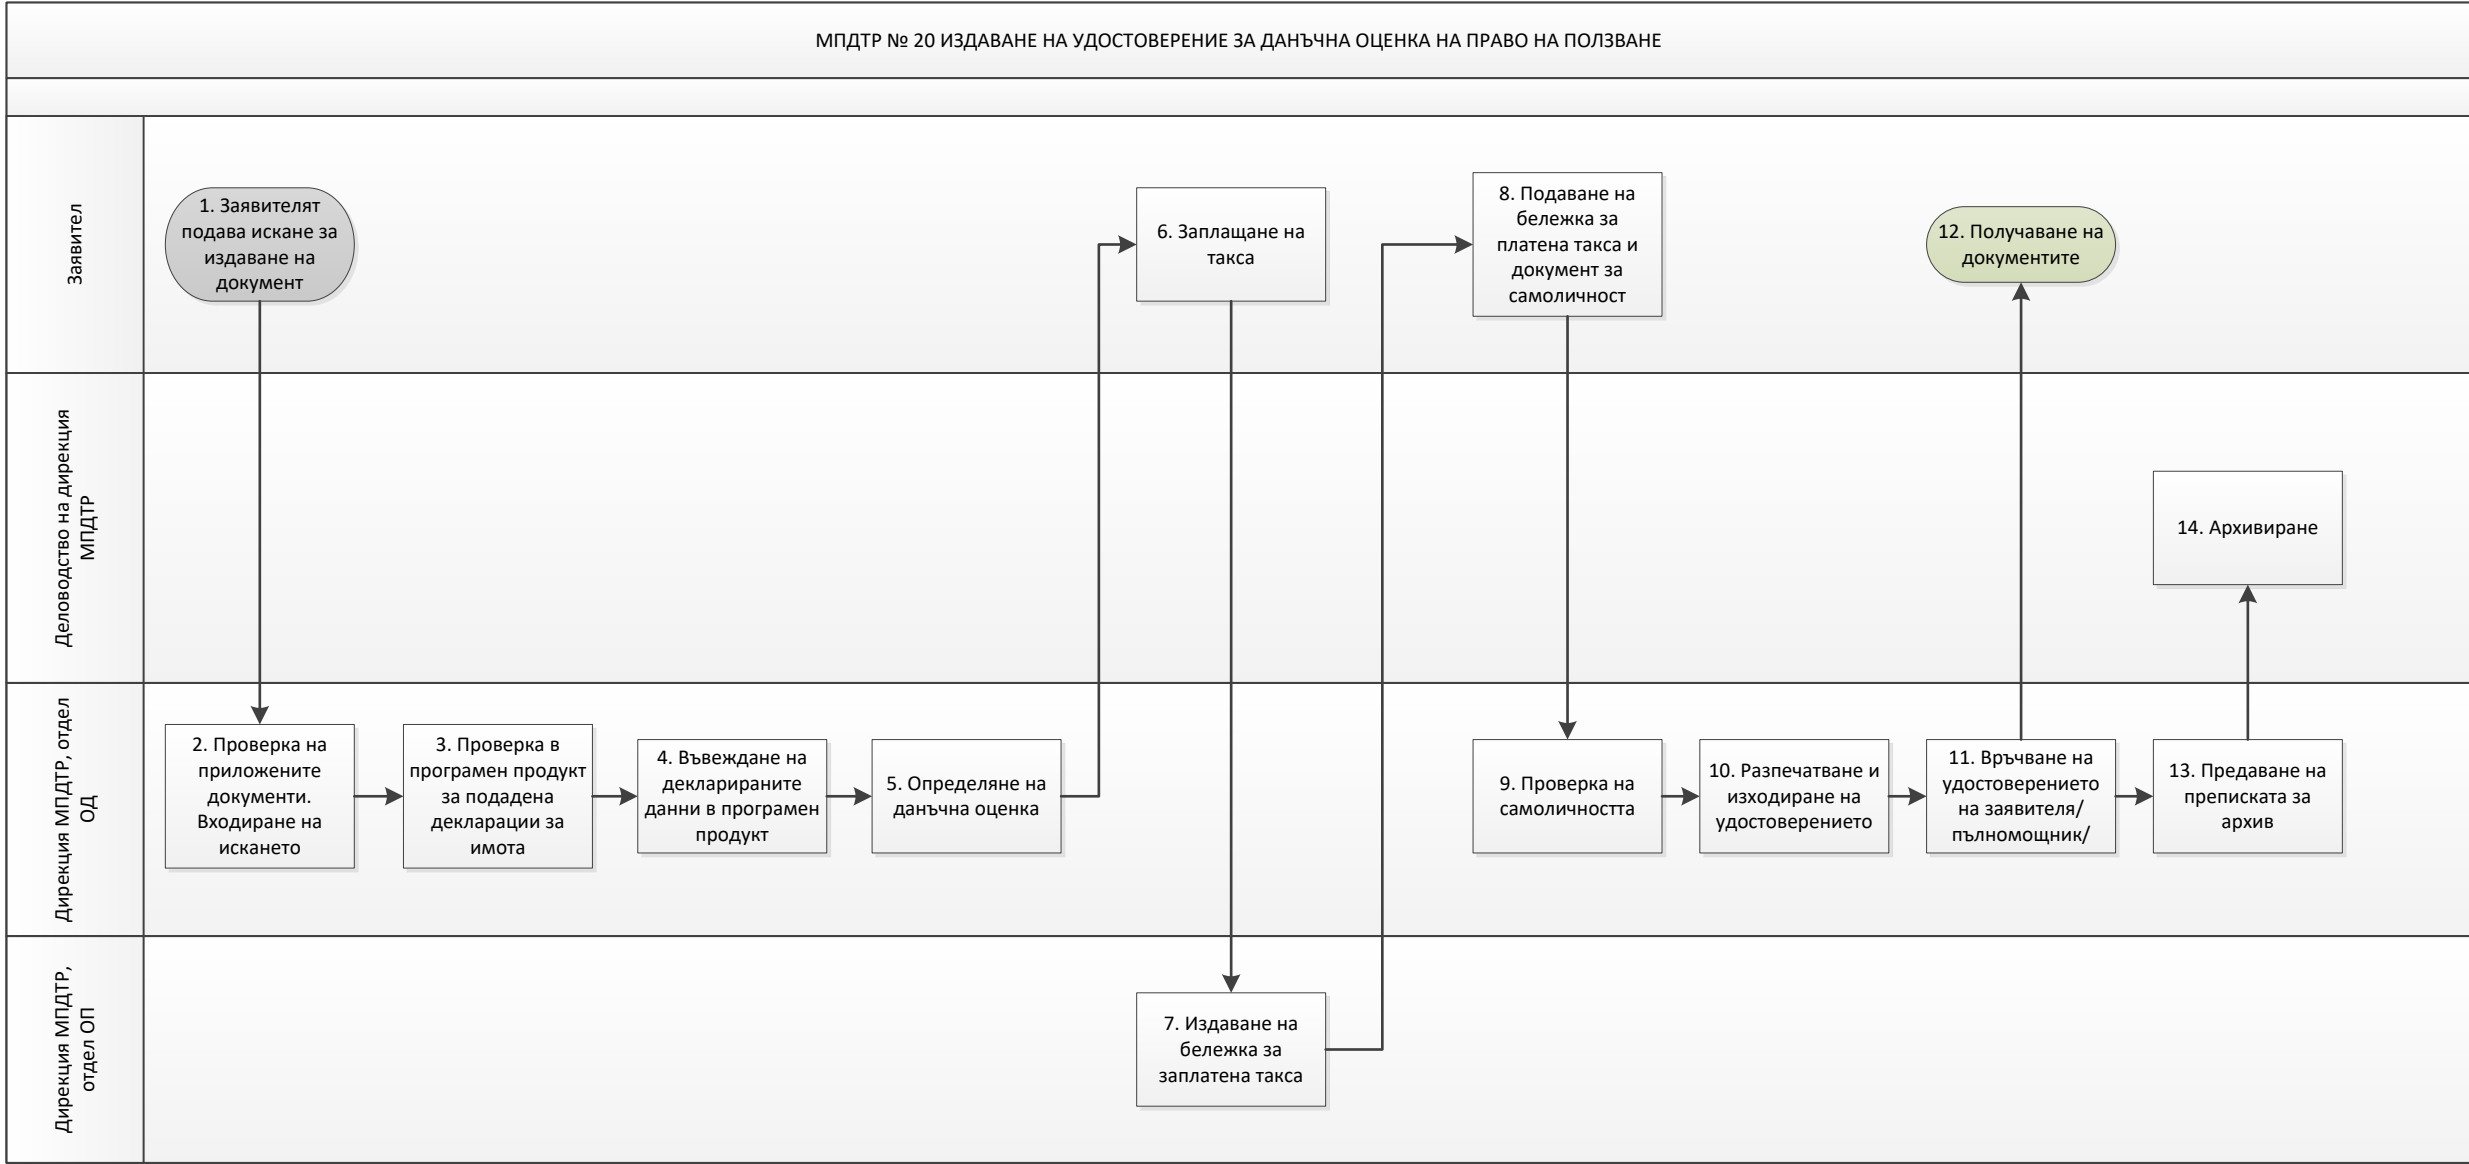 МПДТР № 20 ИЗДАВАНЕ НА УДОСТОВЕРЕНИЕ ЗА ДАНЪЧНА ОЦЕНКА НА ПРАВО НА ПОЛЗВАНЕ
Заявител
1. Заявителят
подава искане за
издаване на
документ
6. Заплащане на
такса
8. Подаване на
бележка за
платена такса и
документ за
самоличност
12. Получаване на
документите
Деловодство на дирекция
МПДТР
14. Архивиране
Дирекция МПДТР, отдел
ОД
2. Проверка на
приложените
документи.
Входиране на
искането
3. Проверка в
програмен продукт
за подадена
декларации за
имота
4. Въвеждане на
декларираните
данни в програмен
продукт
5. Определяне на
данъчна оценка
9. Проверка на
самоличността
10. Разпечатване и
изходиране на
удостоверението
11. Връчване на
удостоверението
на заявителя/
пълномощник/
13. Предаване на
преписката за
архив
Дирекция МПДТР,
отдел ОП
7. Издаване на
бележка за
заплатена такса